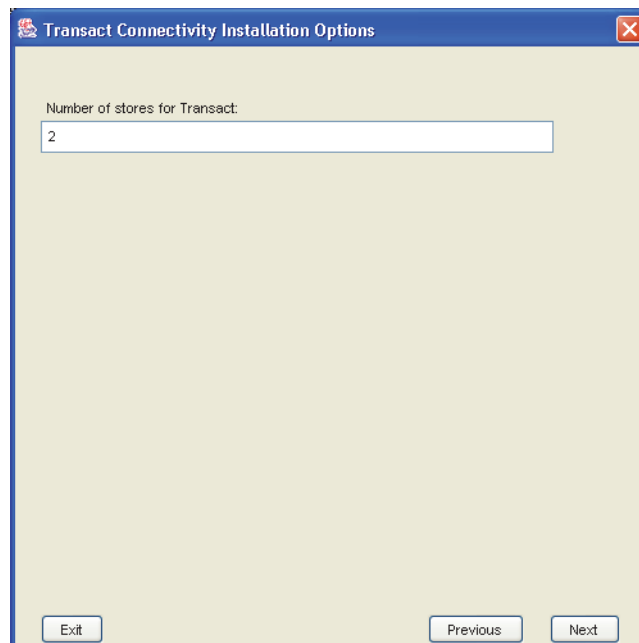 Transact Connectivity Installation Options
Number of stores for Transact:
2
Exit Previous Next